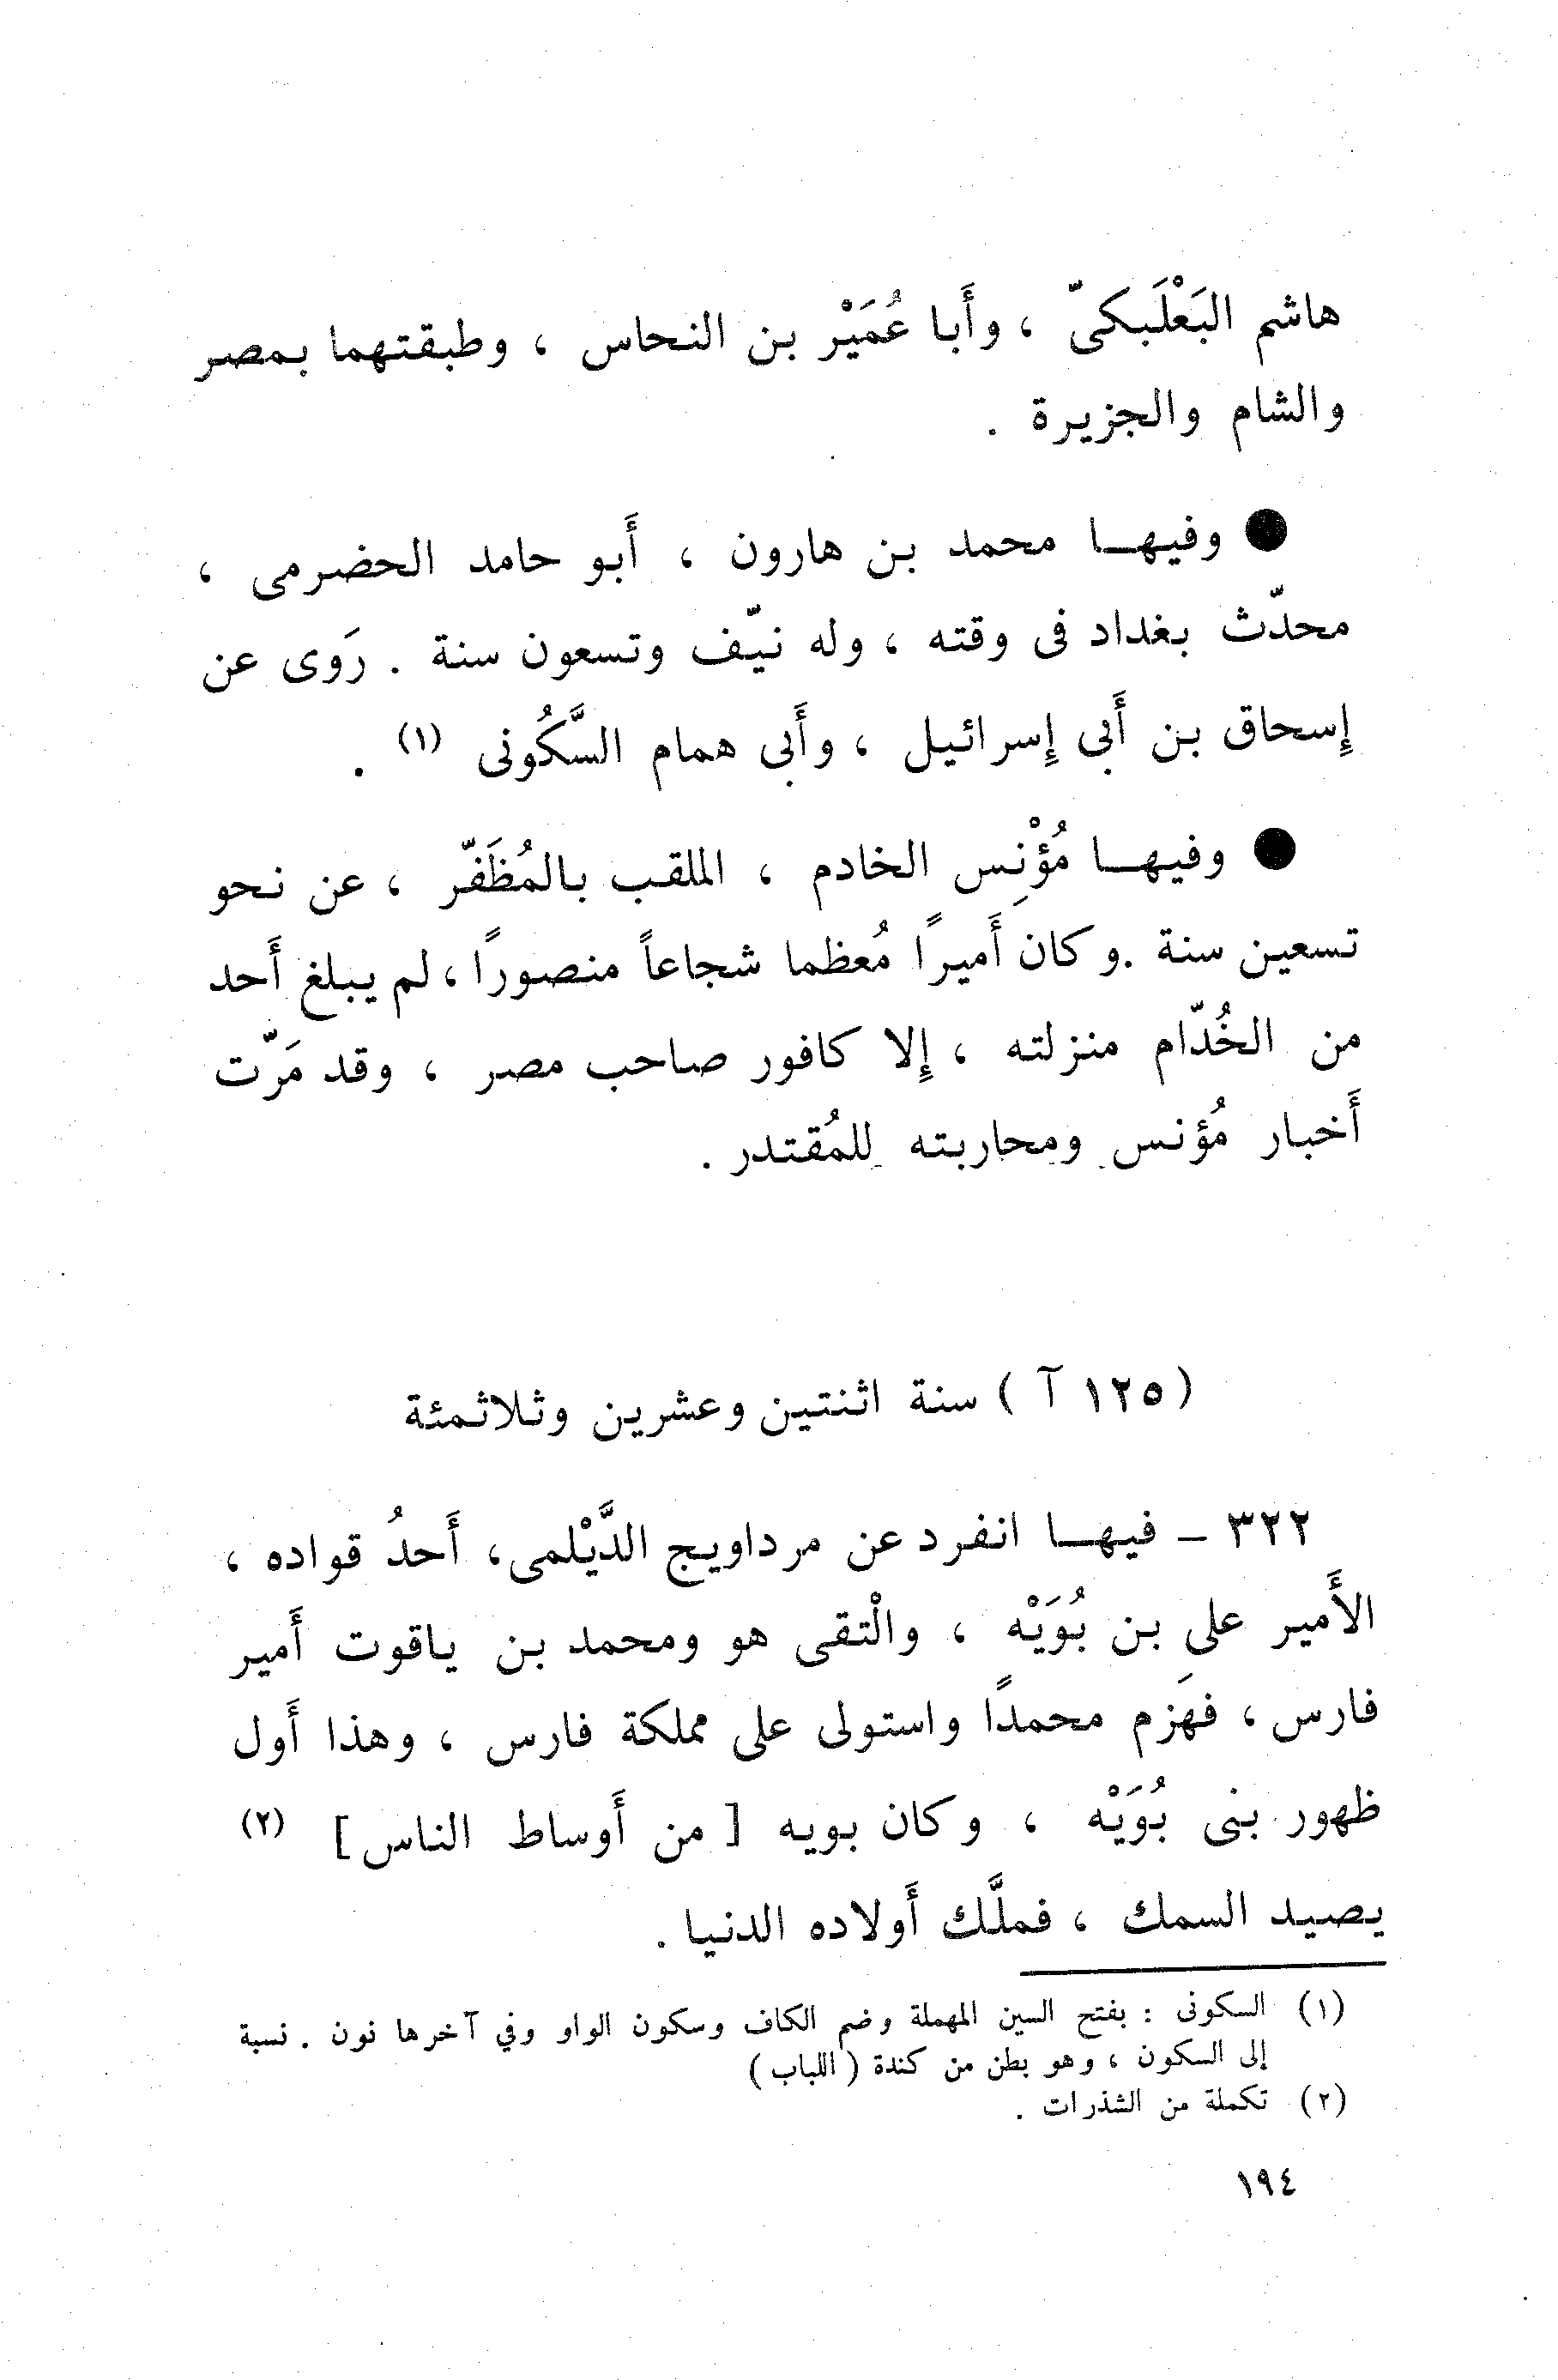 هاشم البَعْلَبكىّ ، وأَبا عُمَيْر بن النحاس ، وطبقتهما بمصر
والشام والجزيرة .
● وفيهـا محمد بن هارون ، أَبو حامد الحضرمى ،
محدّث بغداد فى وقته ، وله نيّف وتسعون سنة . رَوى عن
إسحاق بن أَبي إسرائيل ، وأَبى همام السَّكُونى (١) .
● وفيهـا مُؤْنِس الخادم ، الملقب بالمُظَفّر ، عن نحو
تسعين سنة .وكان أَميرًا مُعظما شجاعاً منصورًا ، لم يبلغ أَحد
من الخُدّام منزلته ، إلا كافور صاحب مصر ، وقد مَرّت
أَخبار مُؤنس ومحاربته للمُقتدر .
(١٢٥ آ ) سنة اثنتين وعشرين وثلاثمئة
٣٢٢ – فيهـا انفرد عن مرداويج الدَّيْلمى، أَحدُ قواده ،
الأَمير على بن بُوَيْه ، والْتقى هو ومحمد بن ياقوت أَمير
فارس ، فهَزم محمدًا واستولى على مملكة فارس ، وهذا أَول
ظهور بنى بُوَيْه ، وكان بويه [ من أَوساط الناس] (٢)
يصيد السمك ، فملَّك أَولاده الدنيا .
(١) السكونى : بفتح السين المهملة وضم الكاف وسكون الواو وفي آخرها نون . نسبة
إلى السكون ، وهو بطن من كندة ( اللباب )
(٢) تكملة من الشذرات .
١٩٤